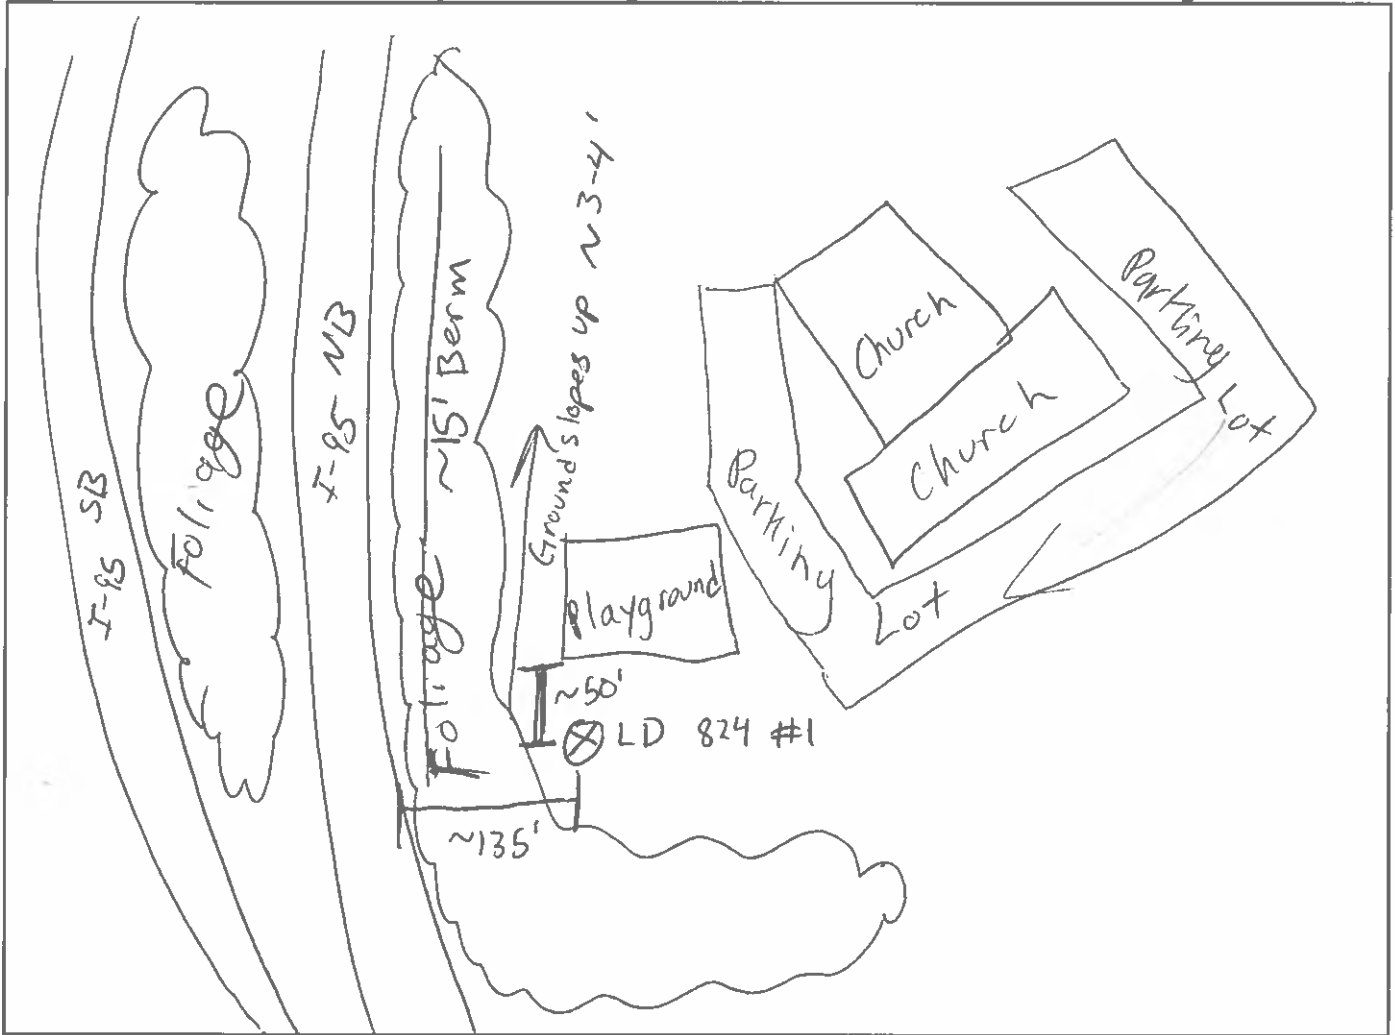 I-95 SB
Foliage
I-95 NB
Foliage
~15' Berm
Ground slopes up ~3-4'
Church
Church
Parking Lot
Parking
Lot
Playground
~50'
LD 824 #1
~135'